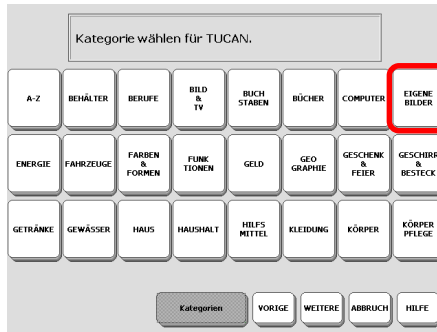 Kategorie wählen für TUCAN.
A-Z BEHÄLTER BERUFE BILD & TV BUCH STABEN BÜCHER COMPUTER EIGENE BILDER
ENERGIE FAHRZEUGE FARBEN & FORMEN FUNK TIONEN GELD GEO GRAPHIE GESCHENK & FEIER GESCHIRR & BESTECK
GETRÄNKE GEWÄSSER HAUS HAUSHALT HILFS MITTEL KLEIDUNG KÖRPER KÖRPER PFLEGE
Kategorien VORIGE WEITERE ABBRUCH HILFE